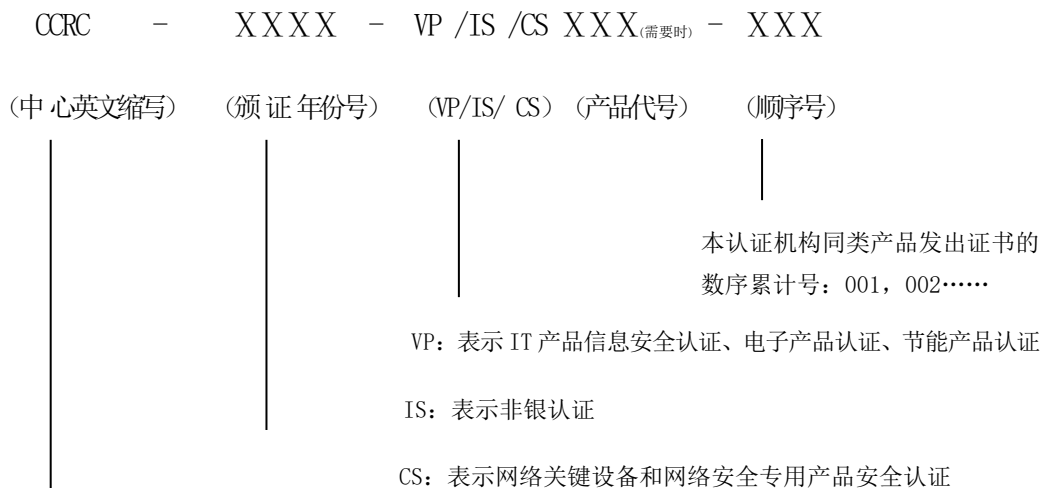 CCRC - XXXX - VP /IS /CS XXX(需要时) - XXX
(中 心英文缩写) (颁 证 年份号) (VP/IS/ CS) (产品代号) (顺序号)
本认证机构同类产品发出证书的
数序累计号：001，002……
VP：表示 IT 产品信息安全认证、电子产品认证、节能产品认证
IS：表示非银认证
CS：表示网络关键设备和网络安全专用产品安全认证